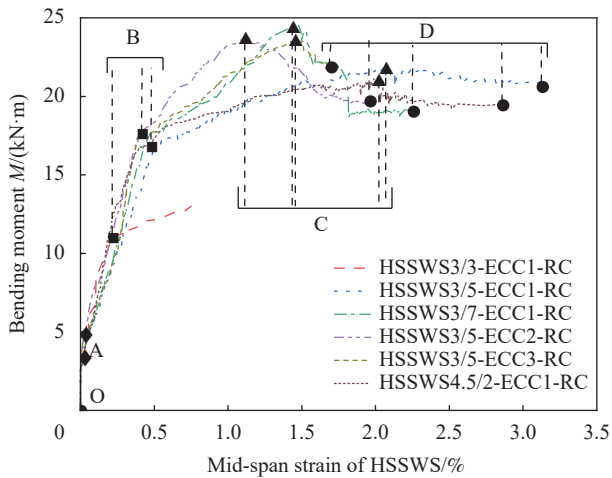 25
20
15
10
5
0
Bending moment M/(kN·m)
B
D
C
A
O
HSSWS3/3-ECC1-RC
HSSWS3/5-ECC1-RC
HSSWS3/7-ECC1-RC
HSSWS3/5-ECC2-RC
HSSWS3/5-ECC3-RC
HSSWS4.5/2-ECC1-RC
0 0.5 1.0 1.5 2.0 2.5 3.0 3.5
Mid-span strain of HSSWS/%